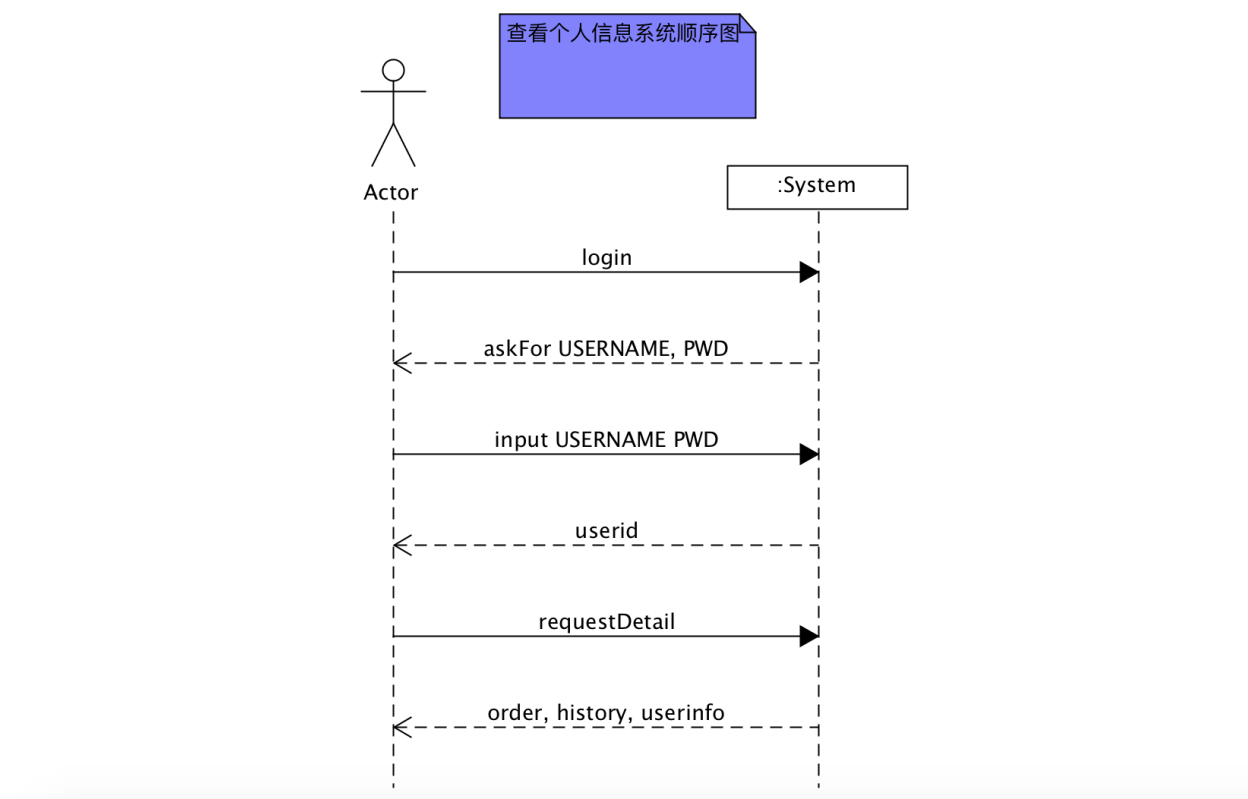 查看个人信息系统顺序图
Actor
:System
login
askFor USERNAME, PWD
input USERNAME PWD
userid
requestDetail
order, history, userinfo